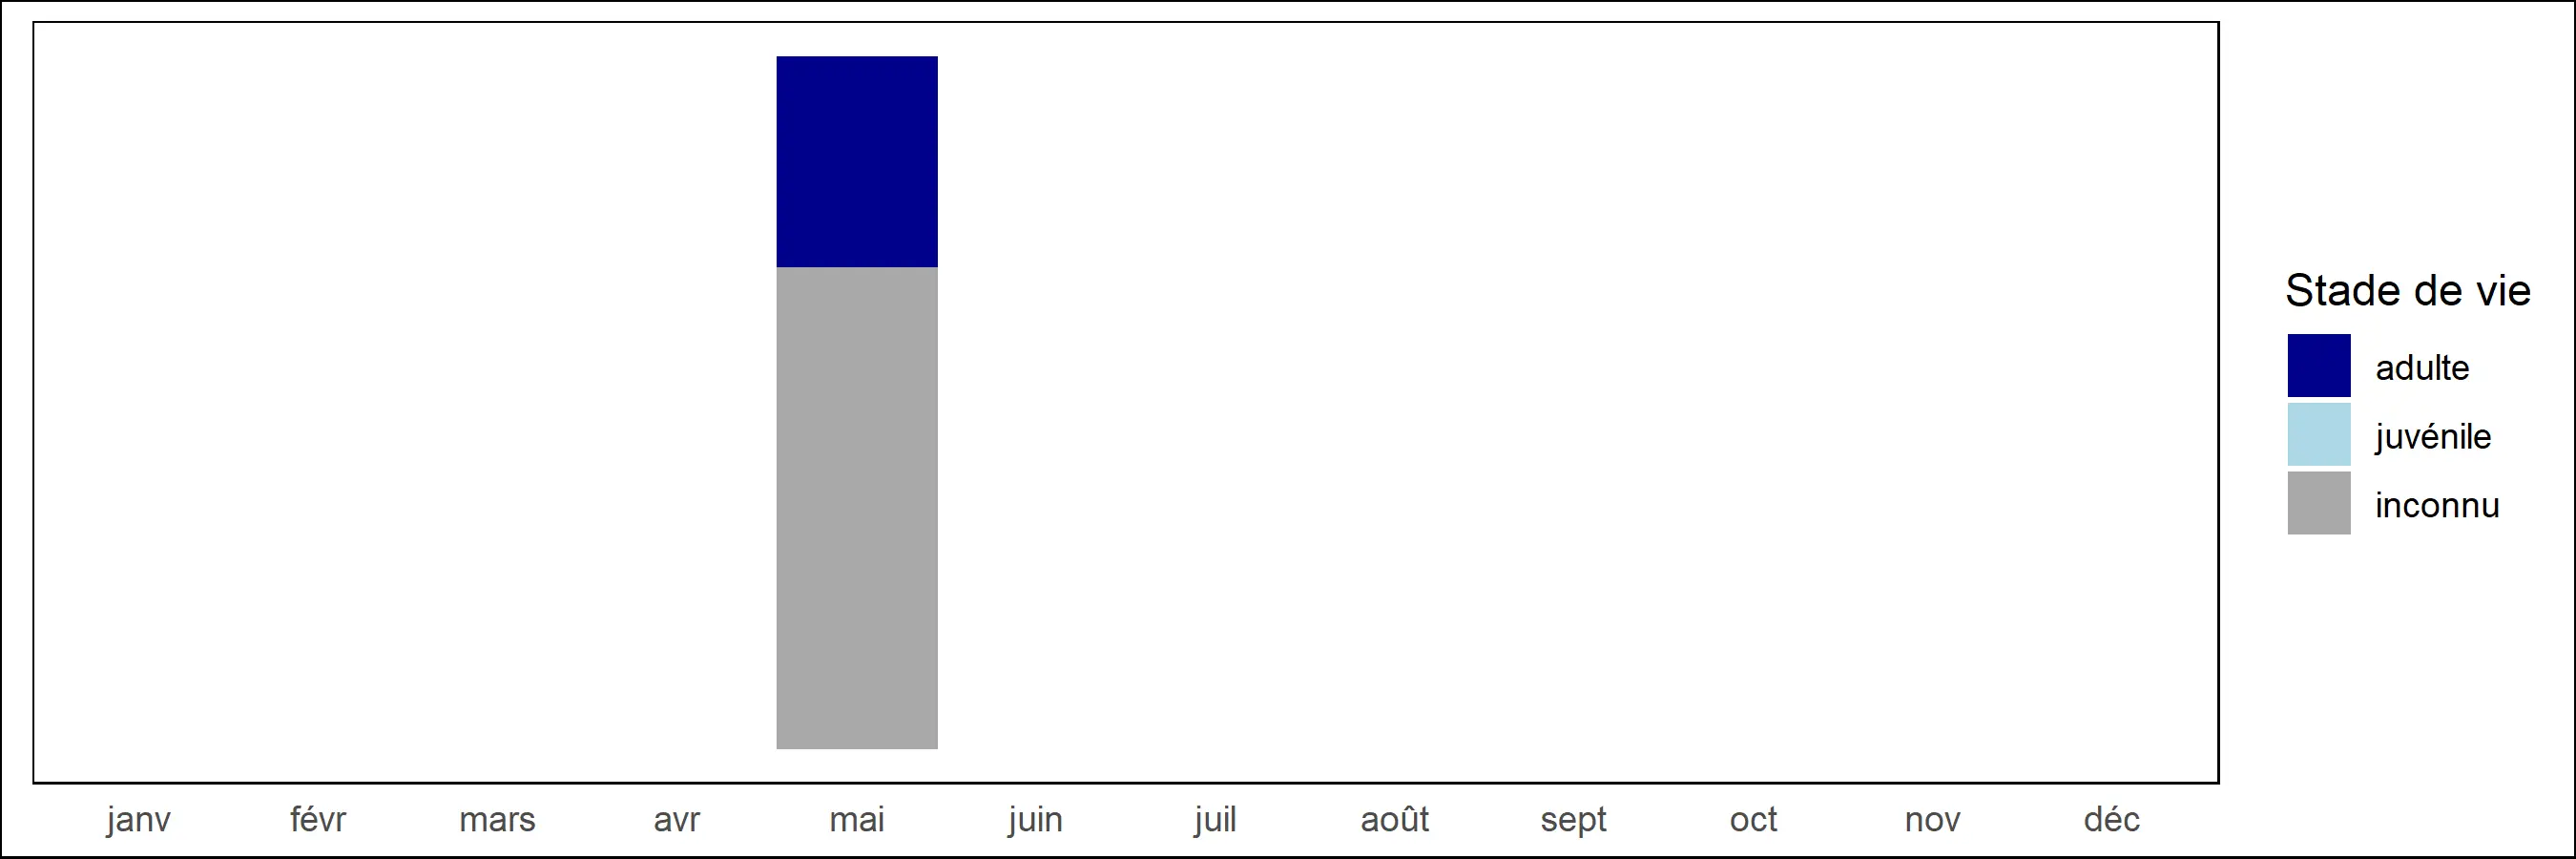 Stade de vie
adulte
juvénile
inconnu
janv févr mars avr mai juin juil août sept oct nov déc